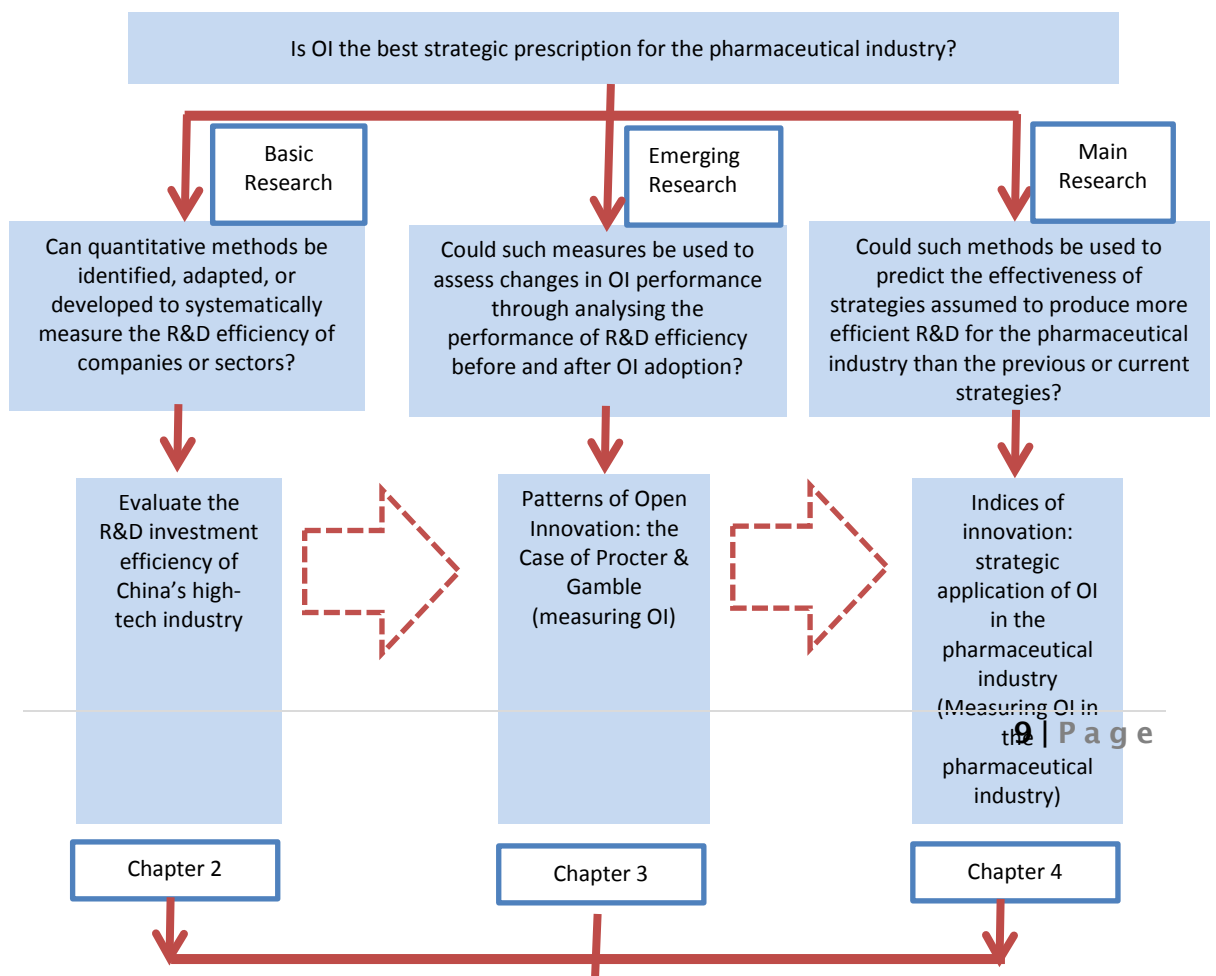 Is OI the best strategic prescription for the pharmaceutical industry?
Basic
Research
Emerging
Research
Main
Research
Can quantitative methods be
identified, adapted, or
developed to systematically
measure the R&D efficiency of
companies or sectors?
Could such measures be used to
assess changes in OI performance
through analysing the
performance of R&D efficiency
before and after OI adoption?
Could such methods be used to
predict the effectiveness of
strategies assumed to produce more
efficient R&D for the pharmaceutical
industry than the previous or current
strategies?
Evaluate the
R&D investment
efficiency of
China’s high-
tech industry
Patterns of Open
Innovation: the
Case of Procter &
Gamble
(measuring OI)
Indices of
innovation:
strategic
application of OI
in the
pharmaceutical
industry
(Measuring OI in
the
pharmaceutical
industry)
9 | Page
Chapter 2
Chapter 3
Chapter 4